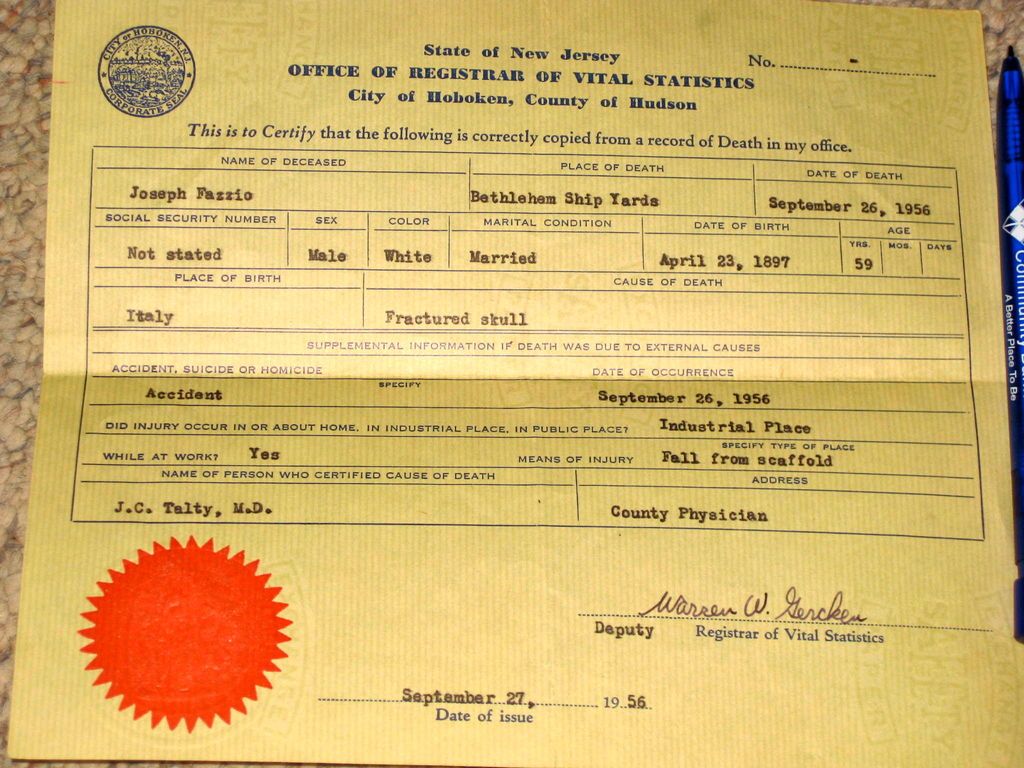 CITY OF HOBOKEN, N.J.
CORPORATE SEAL
State of New Jersey
No. -
OFFICE OF REGISTRAR OF VITAL STATISTICS
City of Hoboken, County of Hudson
This is to Certify that the following is correctly copied from a record of Death in my office.
NAME OF DECEASED PLACE OF DEATH DATE OF DEATH
Joseph Fazzio Bethlehem Ship Yards September 26, 1956
SOCIAL SECURITY NUMBER SEX COLOR MARITAL CONDITION DATE OF BIRTH AGE
YRS. MOS. DAYS
Not stated Male White Married April 23, 1897 59
PLACE OF BIRTH CAUSE OF DEATH
Italy Fractured skull
SUPPLEMENTAL INFORMATION IF DEATH WAS DUE TO EXTERNAL CAUSES
ACCIDENT, SUICIDE OR HOMICIDE DATE OF OCCURRENCE
SPECIFY
Accident September 26, 1956
DID INJURY OCCUR IN OR ABOUT HOME, IN INDUSTRIAL PLACE, IN PUBLIC PLACE? Industrial Place
SPECIFY TYPE OF PLACE
WHILE AT WORK? Yes MEANS OF INJURY Fall from scaffold
NAME OF PERSON WHO CERTIFIED CAUSE OF DEATH ADDRESS
J.C. Talty, M.D. County Physician
Warren W. Gercken
Deputy Registrar of Vital Statistics
September 27, 1956
Date of issue
Community
A Better Place To Be